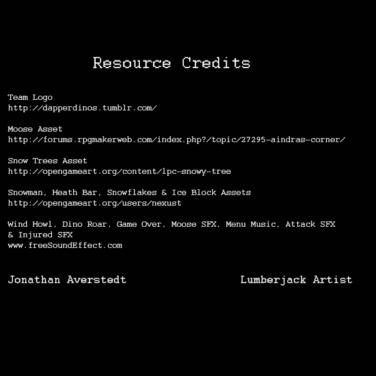 Resource Credits
Team Logo
http://dapperdinos.tumblr.com/
Moose Asset
http://forums.rpgmakerweb.com/index.php?/topic/27295-aindras-corner/
Snow Trees Asset
http://opengameart.org/content/lpc-snowy-tree
Snowman, Heath Bar, Snowflakes & Ice Block Assets
http://opengameart.org/users/nexust
Wind Howl, Dino Roar, Game Over, Moose SFX, Menu Music, Attack SFX
& Injured SFX
www.freeSoundEffect.com
Jonathan Averstedt Lumberjack Artist